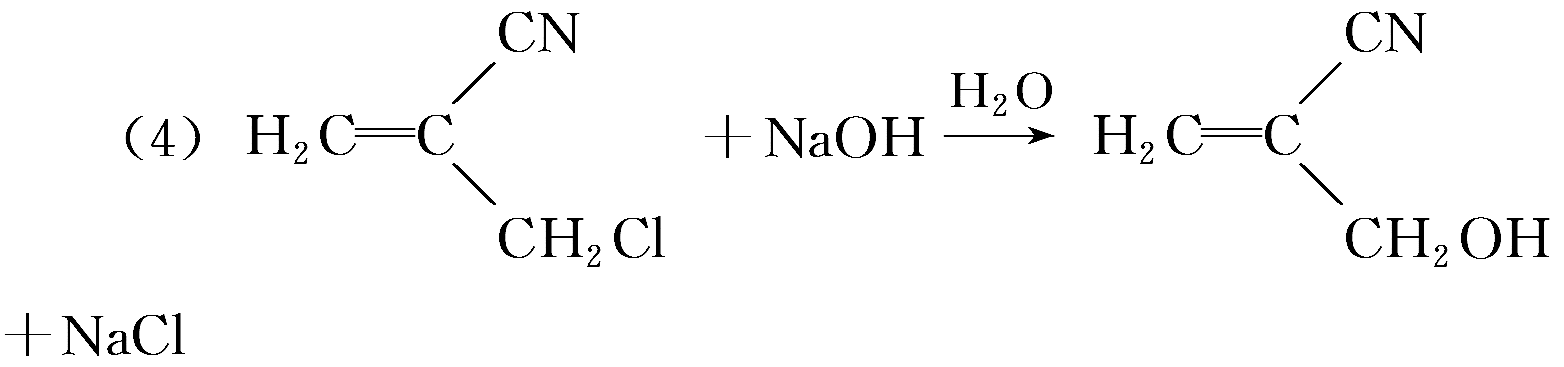 CN CN
(4) H₂C=C +NaOH H₂O→ H₂C=C
CH₂Cl CH₂OH
+NaCl